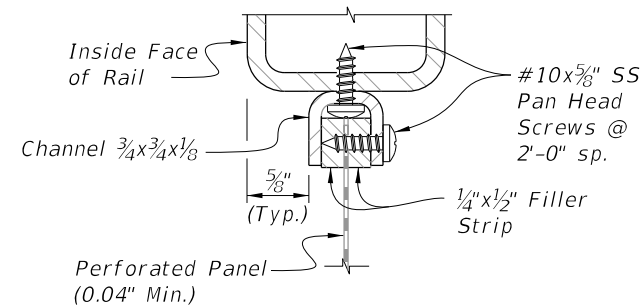 Inside Face
of Rail
#10x⅝" SS
Pan Head
Screws @
2'-0" sp.
Channel ¾x¾x⅛
⅝"
(Typ.)
¼"x½" Filler
Strip
Perforated Panel
(0.04" Min.)